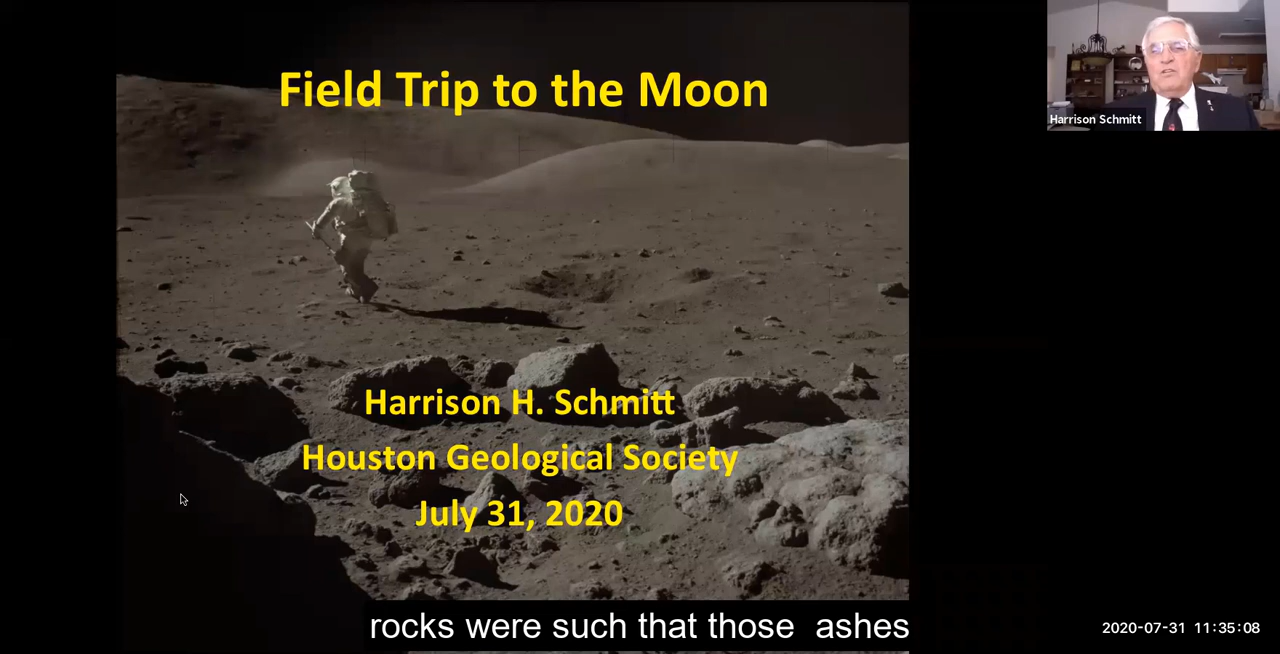 Field Trip to the Moon
Harrison Schmitt
Harrison H. Schmitt
Houston Geological Society
July 31, 2020
rocks were such that those  ashes
2020-07-31 11:35:08